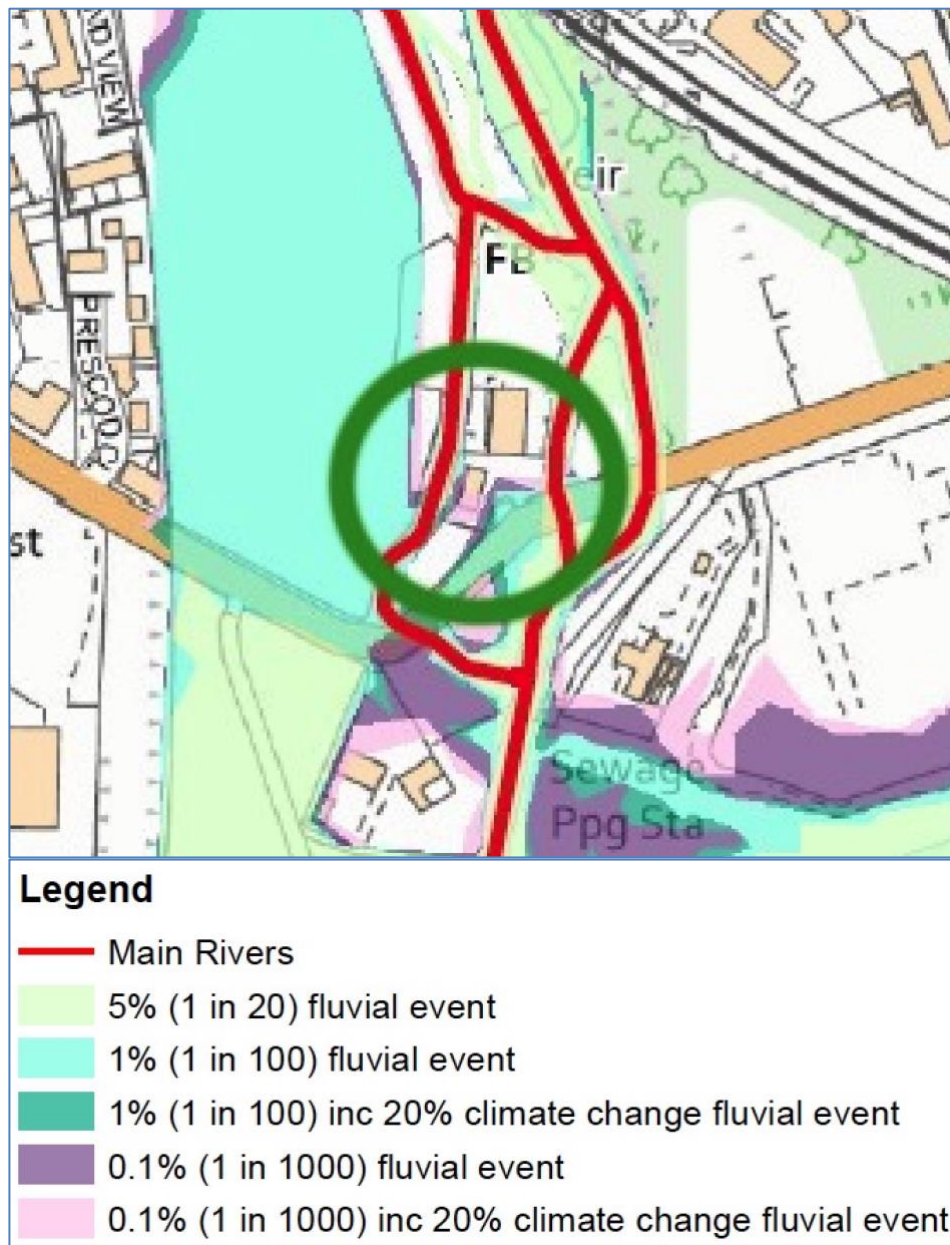 AD VIEW
Weir
FB
PRESCOTT
st
Sewage
Ppg Sta
Legend
Main Rivers
5% (1 in 20) fluvial event
1% (1 in 100) fluvial event
1% (1 in 100) inc 20% climate change fluvial event
0.1% (1 in 1000) fluvial event
0.1% (1 in 1000) inc 20% climate change fluvial event